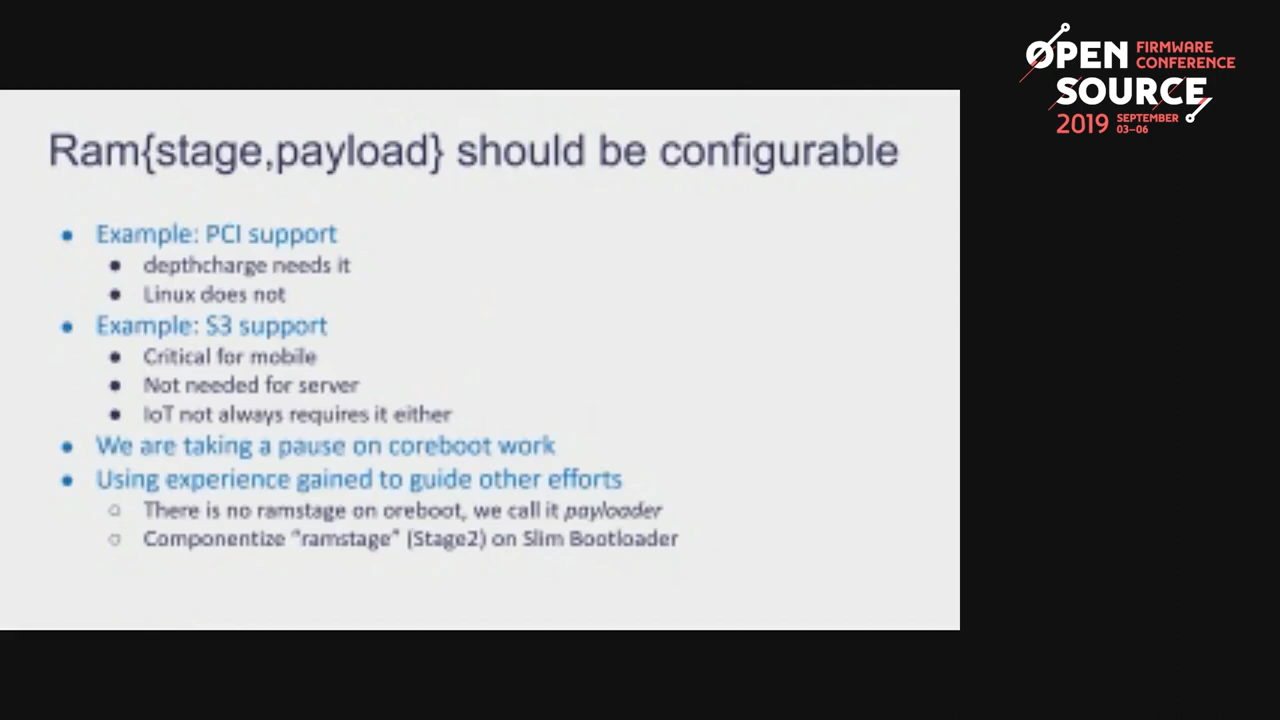 Ram{stage,payload} should be configurable
Example: PCI support
depthcharge needs it
Linux does not
Example: S3 support
Critical for mobile
Not needed for server
IoT not always requires it either
We are taking a pause on coreboot work
Using experience gained to guide other efforts
There is no ramstage on oreboot, we call it payloader
Componentize “ramstage” (Stage2) on Slim Bootloader
OPEN FIRMWARE
CONFERENCE
SOURCE
2019 SEPTEMBER
03–06